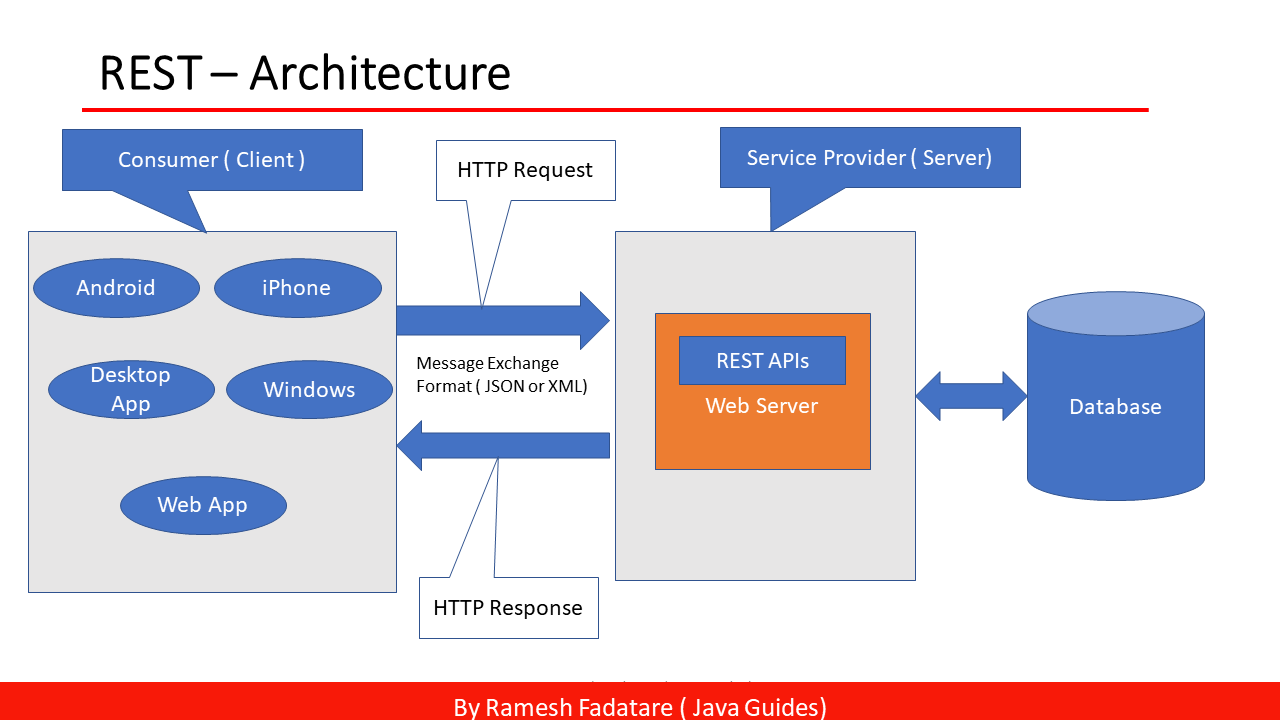 REST – Architecture
Consumer ( Client )
HTTP Request
Service Provider ( Server)
Android
iPhone
Desktop
App
Windows
Web App
Message Exchange
Format ( JSON or XML)
REST APIs
Web Server
Database
HTTP Response
By Ramesh Fadatare ( Java Guides)